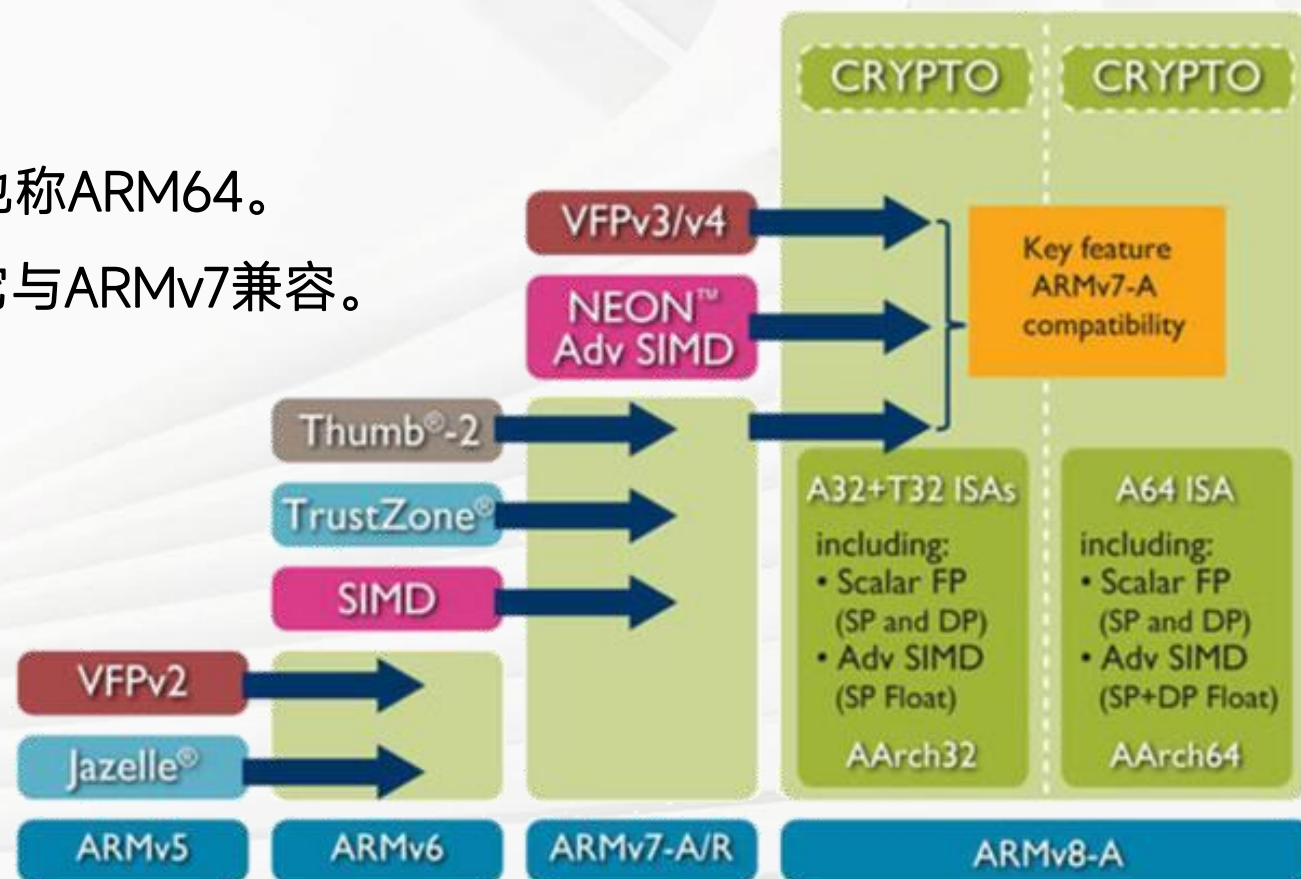 也称ARM64。
它与ARMv7兼容。
CRYPTO
CRYPTO
VFPv3/v4
NEON™
Adv SIMD
Key feature
ARMv7-A
compatibility
Thumb®-2
TrustZone®
SIMD
VFPv2
Jazelle®
A32+T32 ISAs
including:
• Scalar FP
(SP and DP)
• Adv SIMD
(SP Float)
AArch32
A64 ISA
including:
• Scalar FP
(SP and DP)
• Adv SIMD
(SP+DP Float)
AArch64
ARMv5
ARMv6
ARMv7-A/R
ARMv8-A